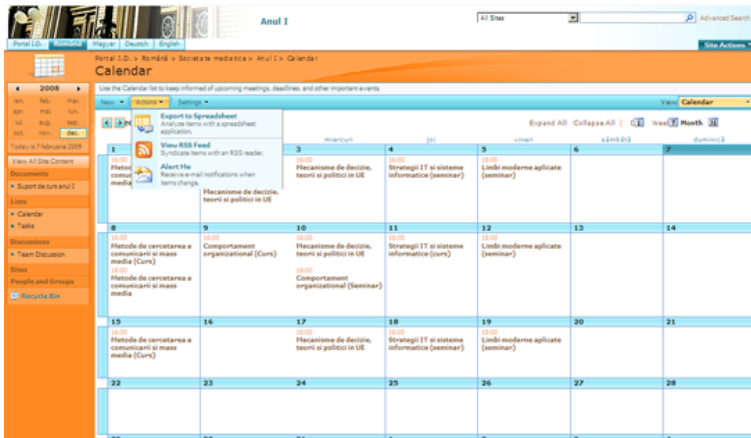 Anul I
All Sites
Advanced Search
Portal I.D. Română Magyar Deutsch English
Site Actions
Portal I.D. > Română > Societate mediatica > Anul I > Calendar
Calendar
Use the Calendar list to keep informed of upcoming meetings, deadlines, and other important events.
2008
ian. feb. mar.
apr. mai. iun.
iul. aug. sep.
oct. nov. dec.
Today is 7 februarie 2009
View All Site Content
Documents
Suport de curs anul I
Lists
Calendar
Tasks
Discussions
Team Discussion
Sites
People and Groups
Recycle Bin
New Actions Settings
View: Calendar
Export to Spreadsheet
Analyze items with a spreadsheet
application.
View RSS Feed
Syndicate items with an RSS reader.
Alert Me
Receive e-mail notifications when
items change.
Expand All Collapse All
Month
miercuri joi vineri sâmbătă duminică
1 3 4 5 6 7
16:00 16:00 16:00
Mecanisme de decizie,
teorii si politici in UE
Mecanisme de decizie,
teorii si politici in UE
Strategii IT si sisteme
informatice (seminar)
Limbi moderne aplicate
(seminar)
8 9 10 11 12 13 14
16:00
Metode de cercetarea a
comunicarii si mass
media (Curs)
18:00
Metode de cercetarea a
comunicarii si mass
media
16:00
Comportament
organizational (Curs)
16:00
Mecanisme de decizie,
teorii si politici in UE
18:00
Comportament
organizational (Seminar)
16:00
Strategii IT si sisteme
informatice (curs)
16:00
Limbi moderne aplicate
(seminar)
15 16 17 18 19 20 21
16:00
Metode de cercetarea a
comunicarii si mass
media (Curs)
16:00
Mecanisme de decizie,
teorii si politici in UE
16:00
Strategii IT si sisteme
informatice (seminar)
16:00
Limbi moderne aplicate
(seminar)
22 23 24 25 26 27 28